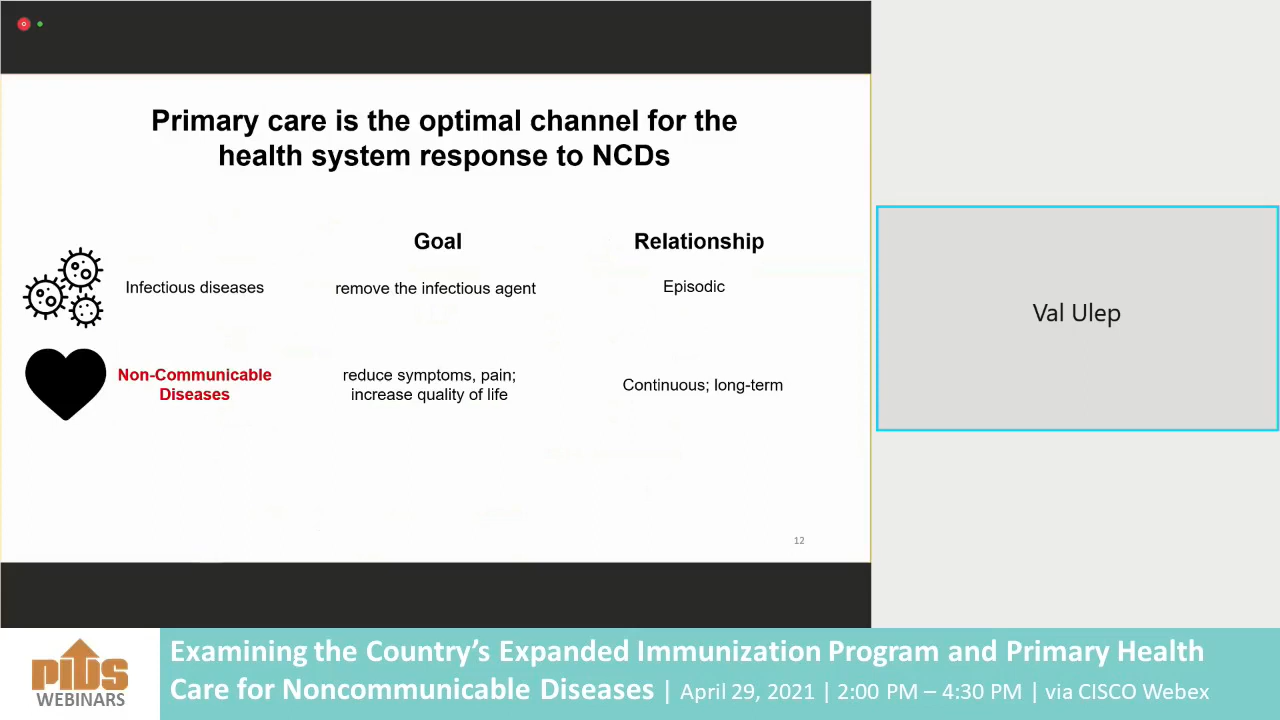 Primary care is the optimal channel for the
health system response to NCDs
Goal
Relationship
Infectious diseases
remove the infectious agent
Episodic
Non-Communicable
Diseases
reduce symptoms, pain;
increase quality of life
Continuous; long-term
12
Val Ulep
PIDS
WEBINARS
Examining the Country's Expanded Immunization Program and Primary Health
Care for Noncommunicable Diseases | April 29, 2021 | 2:00 PM – 4:30 PM | via CISCO Webex